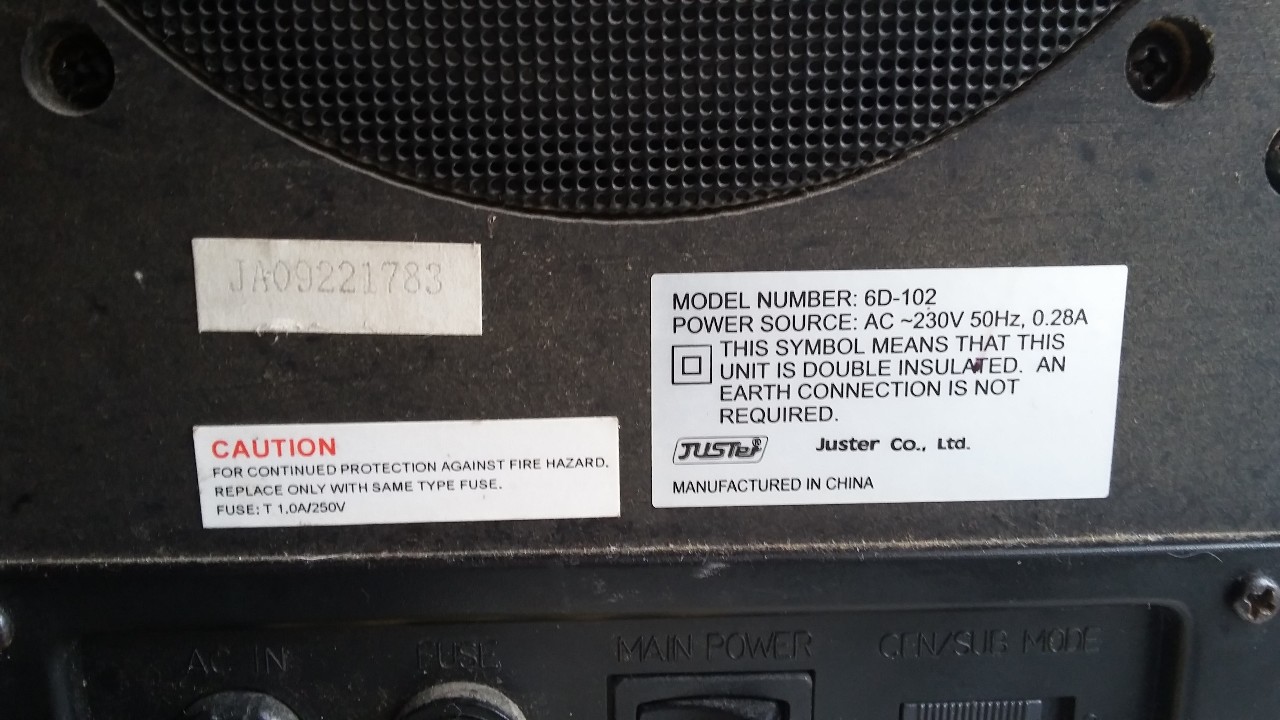 JA09221783
MODEL NUMBER: 6D-102
POWER SOURCE: AC ~230V 50Hz, 0.28A
THIS SYMBOL MEANS THAT THIS
UNIT IS DOUBLE INSULATED. AN
EARTH CONNECTION IS NOT
REQUIRED.
JUSTer Juster Co., Ltd.
MANUFACTURED IN CHINA
CAUTION
FOR CONTINUED PROTECTION AGAINST FIRE HAZARD.
REPLACE ONLY WITH SAME TYPE FUSE.
FUSE: T 1.0A/250V
AC IN FUSE MAIN POWER CEN/SUB MODE